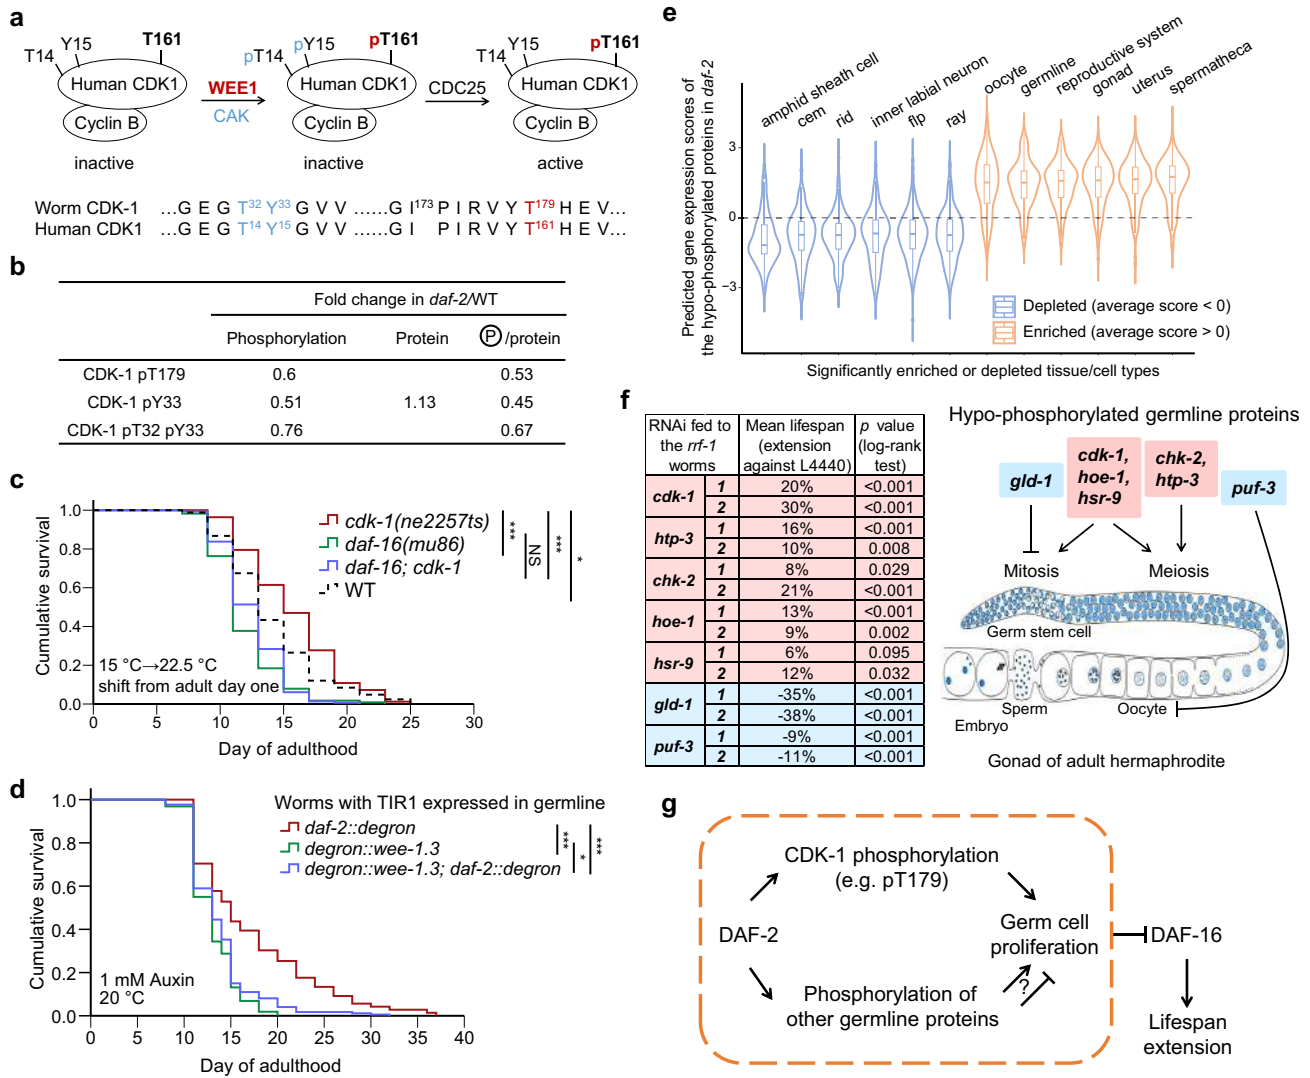 a
T14
Y15
T161
Human CDK1
Cyclin B
inactive
WEE1
CAK
pT14
pY15
pT161
Human CDK1
Cyclin B
inactive
CDC25
T14
Y15
pT161
Human CDK1
Cyclin B
active
Worm CDK-1 ...G E G T32 Y33 G V V ......G I173 P I R V Y T179 H E V...
Human CDK1 ...G E G T14 Y15 G V V ......G I P I R V Y T161 H E V...
b
Fold change in daf-2/WT
Phosphorylation Protein P/protein
CDK-1 pT179 0.6 0.53
CDK-1 pY33 0.51 1.13 0.45
CDK-1 pT32 pY33 0.76 0.67
c
Cumulative survival
1.0
0.8
0.6
0.4
0.2
0.0
0 5 10 15 20 25 30
Day of adulthood
15 °C→22.5 °C
shift from adult day one
cdk-1(ne2257ts)
daf-16(mu86)
daf-16; cdk-1
WT
***
NS
***
*
d
Cumulative survival
1.0
0.8
0.6
0.4
0.2
0.0
0 5 10 15 20 25 30 35 40
Day of adulthood
1 mM Auxin
20 °C
Worms with TIR1 expressed in germline
daf-2::degron
degron::wee-1.3
degron::wee-1.3; daf-2::degron
***
*
***
e
Predicted gene expression scores of
the hypo-phosphorylated proteins in daf-2
3
0
−3
amphid sheath cell
cem
rid
inner labial neuron
flp
ray
oocyte
germline
reproductive system
gonad
uterus
spermatheca
Depleted (average score < 0)
Enriched (average score > 0)
Significantly enriched or depleted tissue/cell types
f
RNAi fed to the rrf-1 worms
Mean lifespan (extension against L4440)
p value (log-rank test)
cdk-1 1 20% <0.001
2 30% <0.001
htp-3 1 16% <0.001
2 10% 0.008
chk-2 1 8% 0.029
2 21% <0.001
hoe-1 1 13% <0.001
2 9% 0.002
hsr-9 1 6% 0.095
2 12% 0.032
gld-1 1 -35% <0.001
2 -38% <0.001
puf-3 1 -9% <0.001
2 -11% <0.001
Hypo-phosphorylated germline proteins
gld-1
cdk-1,
hoe-1,
hsr-9
chk-2,
htp-3
puf-3
Mitosis
Meiosis
Germ stem cell
Sperm
Oocyte
Embryo
Gonad of adult hermaphrodite
g
CDK-1 phosphorylation
(e.g. pT179)
DAF-2
Germ cell
proliferation
?
Phosphorylation of
other germline proteins
DAF-16
Lifespan
extension